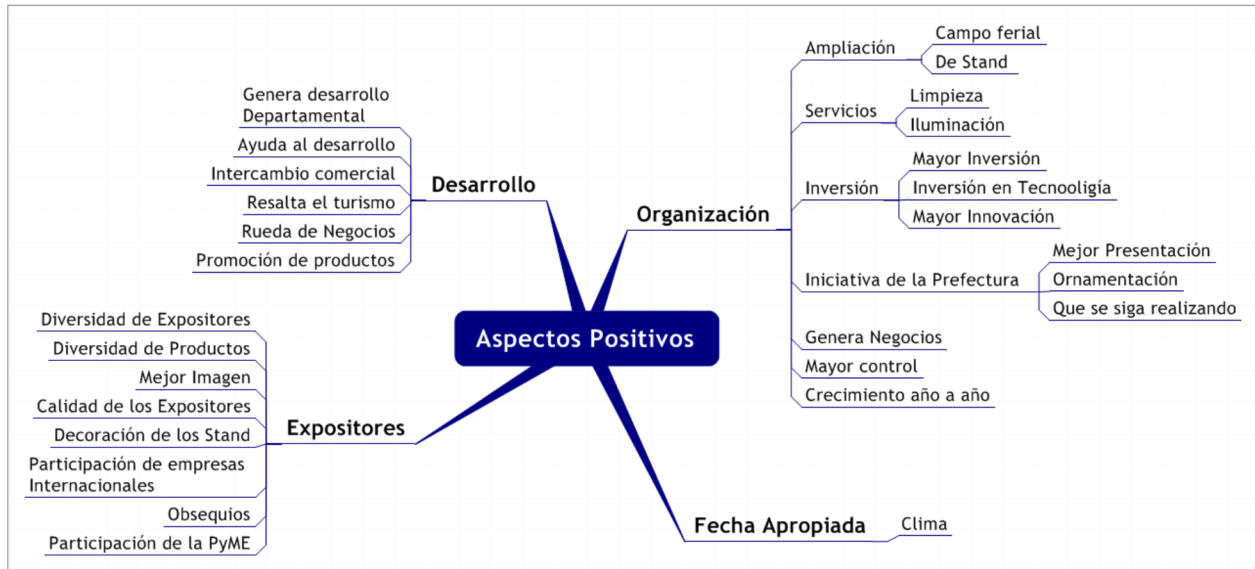 Aspectos Positivos
Organización
Ampliación
Campo ferial
De Stand
Servicios
Limpieza
Iluminación
Inversión
Mayor Inversión
Inversión en Tecnooligía
Mayor Innovación
Iniciativa de la Prefectura
Mejor Presentación
Ornamentación
Que se siga realizando
Genera Negocios
Mayor control
Crecimiento año a año
Fecha Apropiada
Clima
Desarrollo
Genera desarrollo
Departamental
Ayuda al desarrollo
Intercambio comercial
Resalta el turismo
Rueda de Negocios
Promoción de productos
Expositores
Diversidad de Expositores
Diversidad de Productos
Mejor Imagen
Calidad de los Expositores
Decoración de los Stand
Participación de empresas
Internacionales
Obsequios
Participación de la PyME